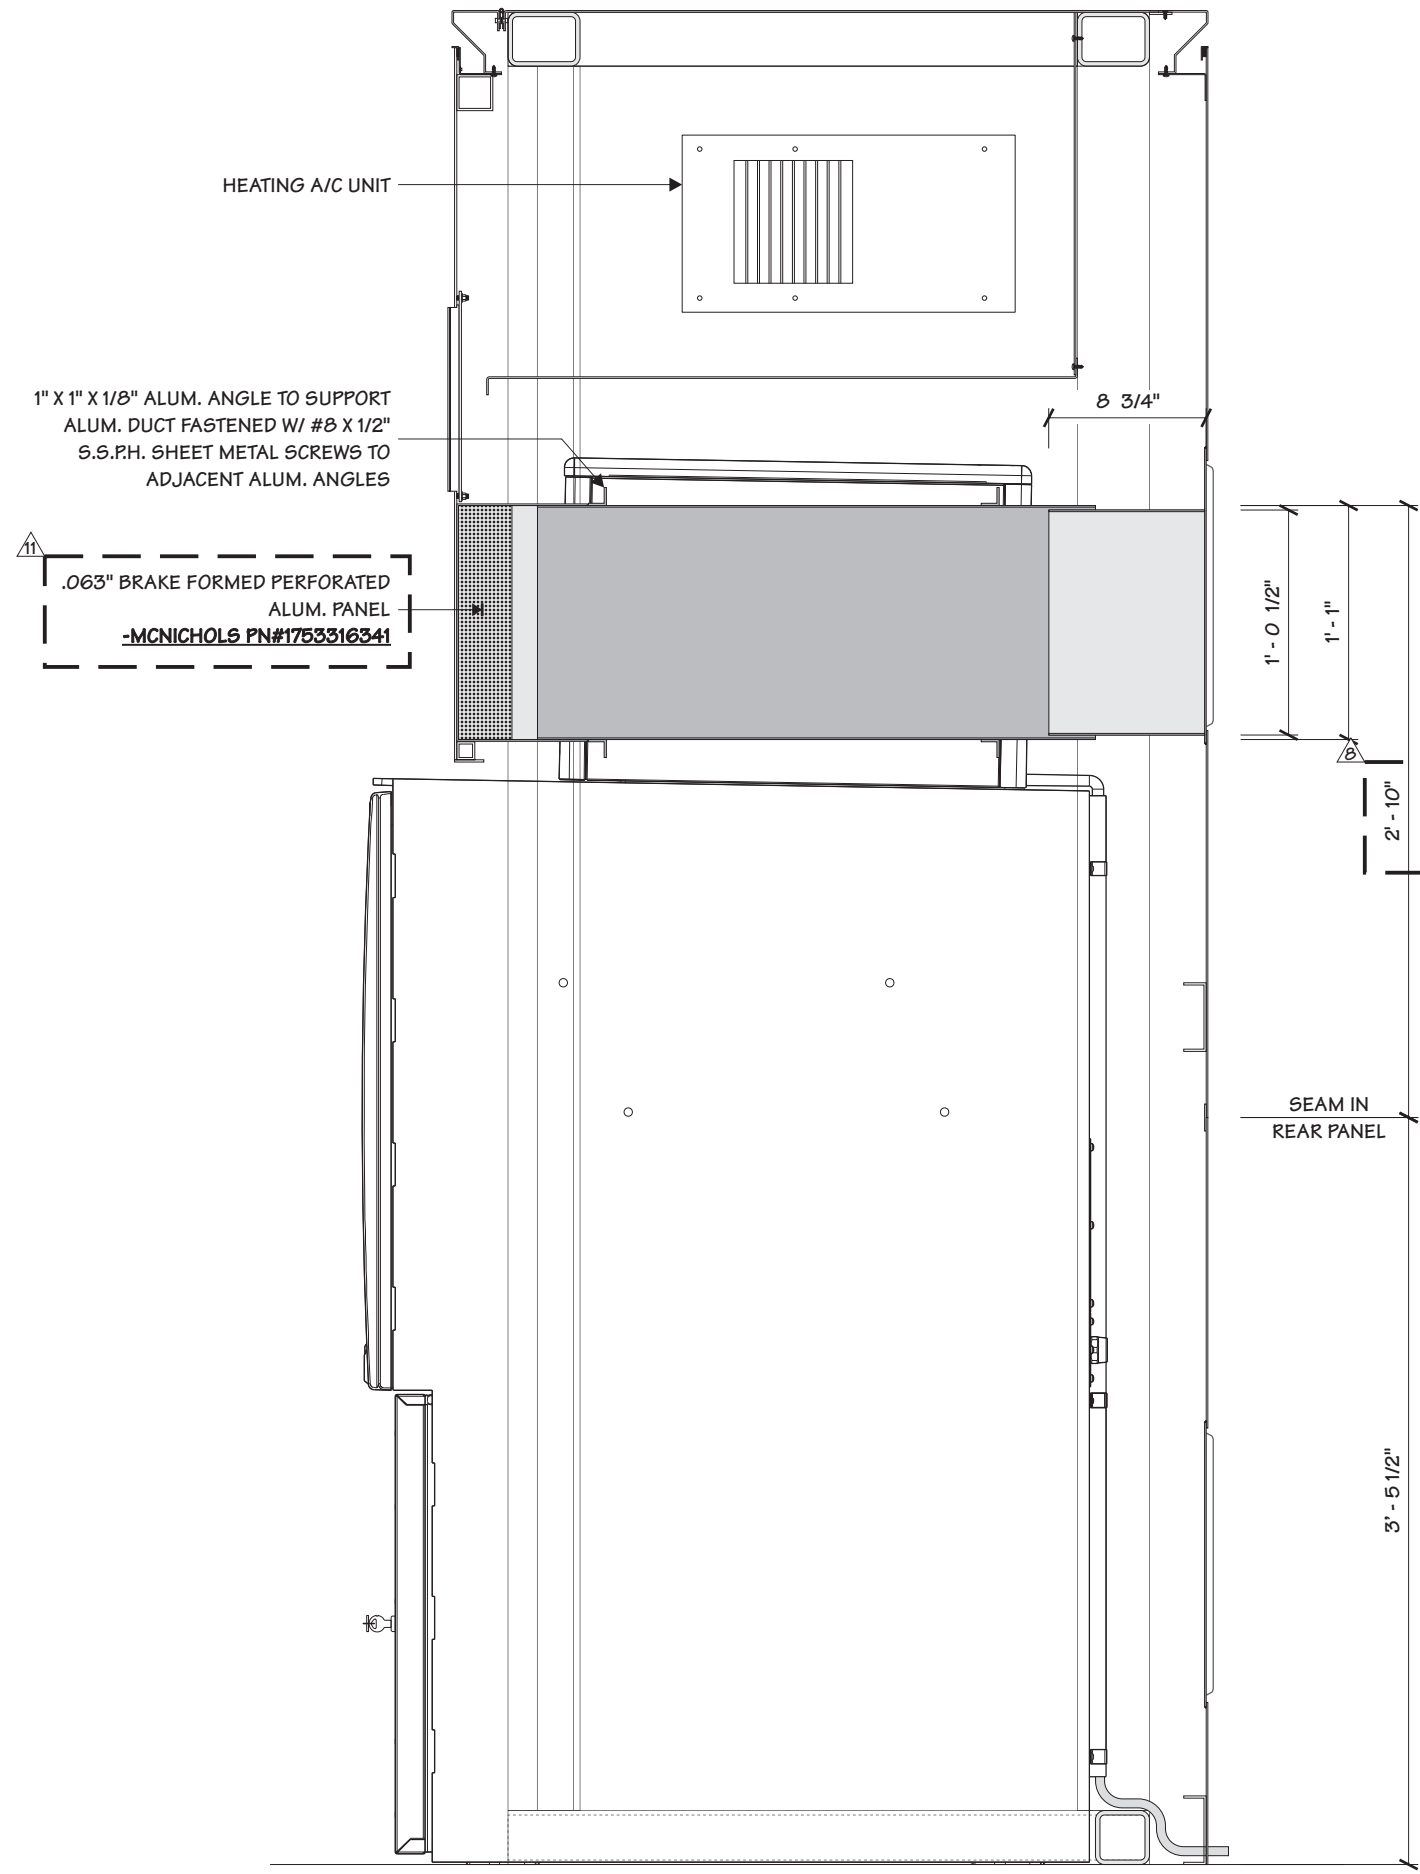 HEATING A/C UNIT
1" X 1" X 1/8" ALUM. ANGLE TO SUPPORT
ALUM. DUCT FASTENED W/ #8 X 1/2"
S.S.P.H. SHEET METAL SCREWS TO
ADJACENT ALUM. ANGLES
8 3/4"
11
.063" BRAKE FORMED PERFORATED
ALUM. PANEL
-MCNICHOLS PN#1753316341
1' - 0 1/2"
1' - 1"
8
2' - 10"
SEAM IN
REAR PANEL
3' - 5 1/2"